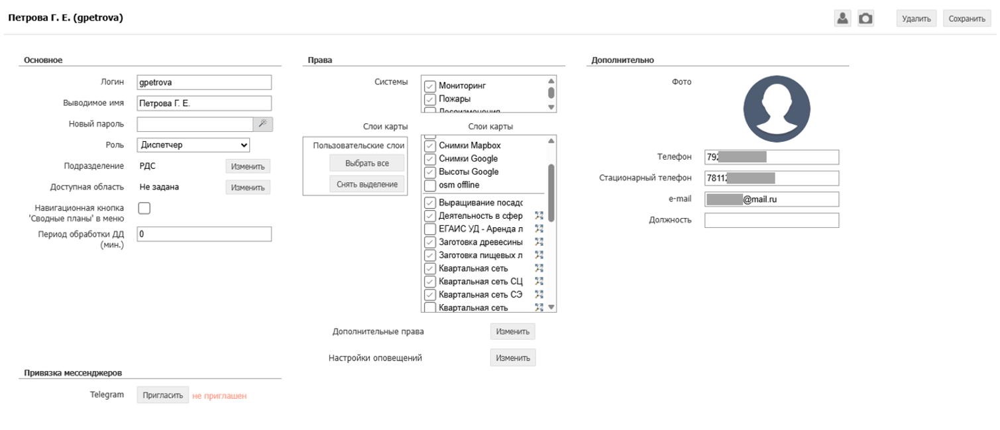 Петрова Г. Е. (gpetrova)
Удалить
Сохранить
Основное
Логин
gpetrova
Выводимое имя
Петрова Г. Е.
Новый пароль
Роль
Диспетчер
Подразделение
РДС
Изменить
Доступная область
Не задана
Изменить
Навигационная кнопка
'Сводные планы' в меню
Период обработки ДД
(мин.)
0
Привязка мессенджеров
Telegram
Пригласить
не приглашен
Права
Системы
Мониторинг
Пожары
Лесоизменения
Слои карты
Слои карты
Пользовательские слои
Выбрать все
Снять выделение
Снимки Mapbox
Снимки Google
Высоты Google
osm offline
Выращивание посадо
Деятельность в сфер
ЕГАИС УД - Аренда л
Заготовка древесины
Заготовка пищевых л
Квартальная сеть
Квартальная сеть СЦ
Квартальная сеть СЭ
Квартальная сеть
Дополнительные права
Изменить
Настройки оповещений
Изменить
Дополнительно
Фото
Телефон
792
Стационарный телефон
78112
e-mail
@mail.ru
Должность